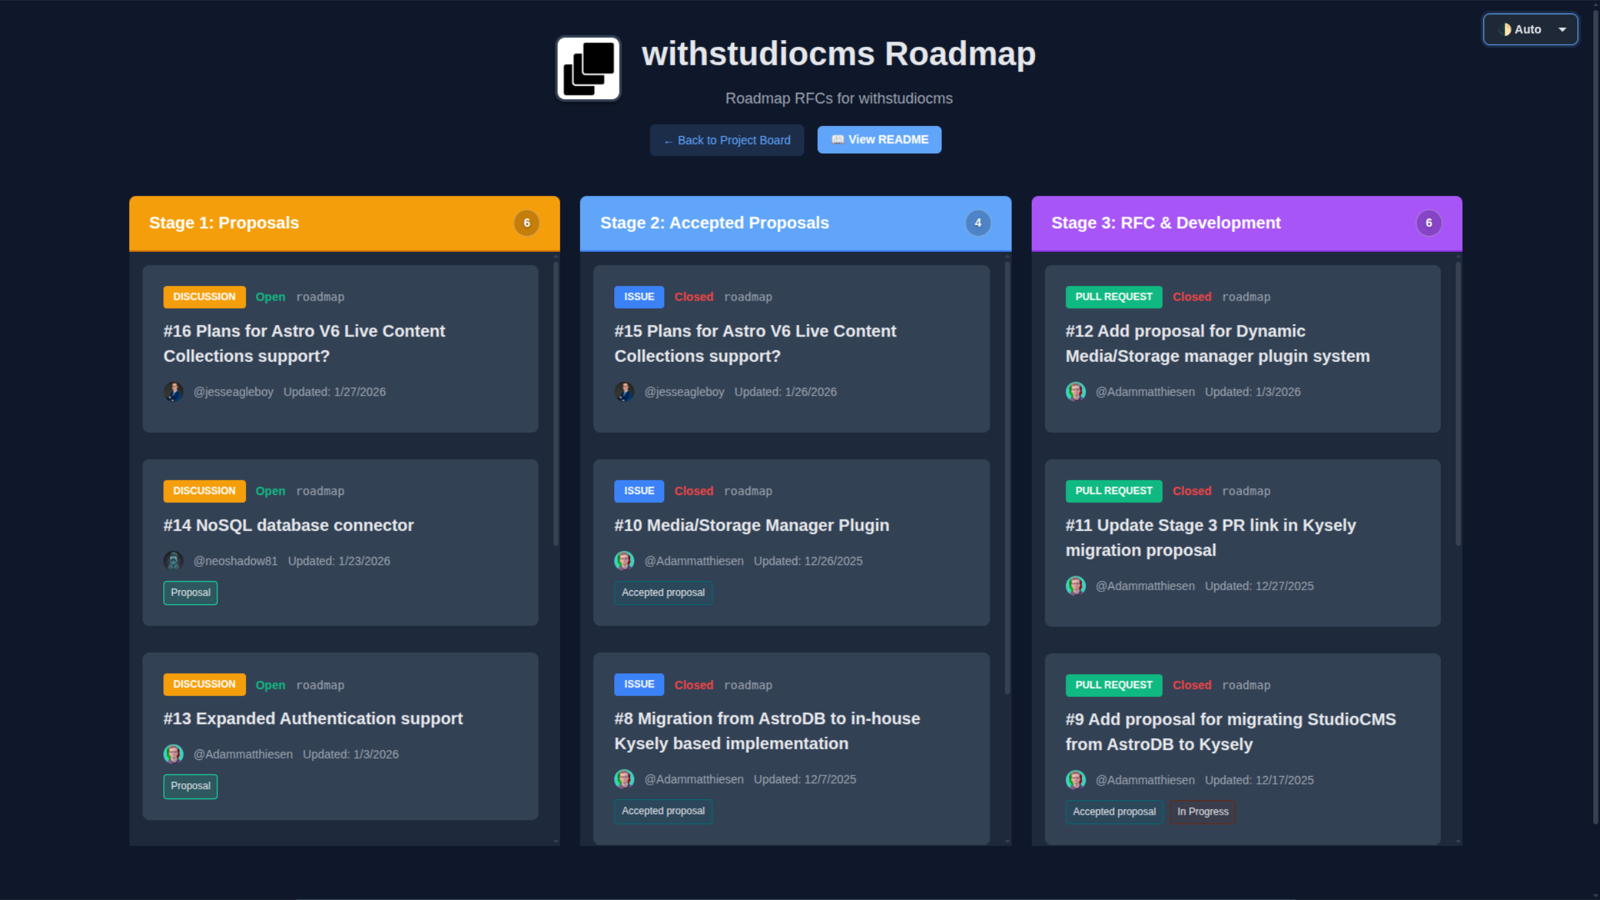 Auto
withstudiocms Roadmap
Roadmap RFCs for withstudiocms
← Back to Project Board
View README
Stage 1: Proposals
6
DISCUSSION Open roadmap
#16 Plans for Astro V6 Live Content
Collections support?
@jesseagleboy Updated: 1/27/2026
DISCUSSION Open roadmap
#14 NoSQL database connector
@neoshadow81 Updated: 1/23/2026
Proposal
DISCUSSION Open roadmap
#13 Expanded Authentication support
@Adammatthiesen Updated: 1/3/2026
Proposal
Stage 2: Accepted Proposals
4
ISSUE Closed roadmap
#15 Plans for Astro V6 Live Content
Collections support?
@jesseagleboy Updated: 1/26/2026
ISSUE Closed roadmap
#10 Media/Storage Manager Plugin
@Adammatthiesen Updated: 12/26/2025
Accepted proposal
ISSUE Closed roadmap
#8 Migration from AstroDB to in-house
Kysely based implementation
@Adammatthiesen Updated: 12/7/2025
Accepted proposal
Stage 3: RFC & Development
6
PULL REQUEST Closed roadmap
#12 Add proposal for Dynamic
Media/Storage manager plugin system
@Adammatthiesen Updated: 1/3/2026
PULL REQUEST Closed roadmap
#11 Update Stage 3 PR link in Kysely
migration proposal
@Adammatthiesen Updated: 12/27/2025
PULL REQUEST Closed roadmap
#9 Add proposal for migrating StudioCMS
from AstroDB to Kysely
@Adammatthiesen Updated: 12/17/2025
Accepted proposal In Progress